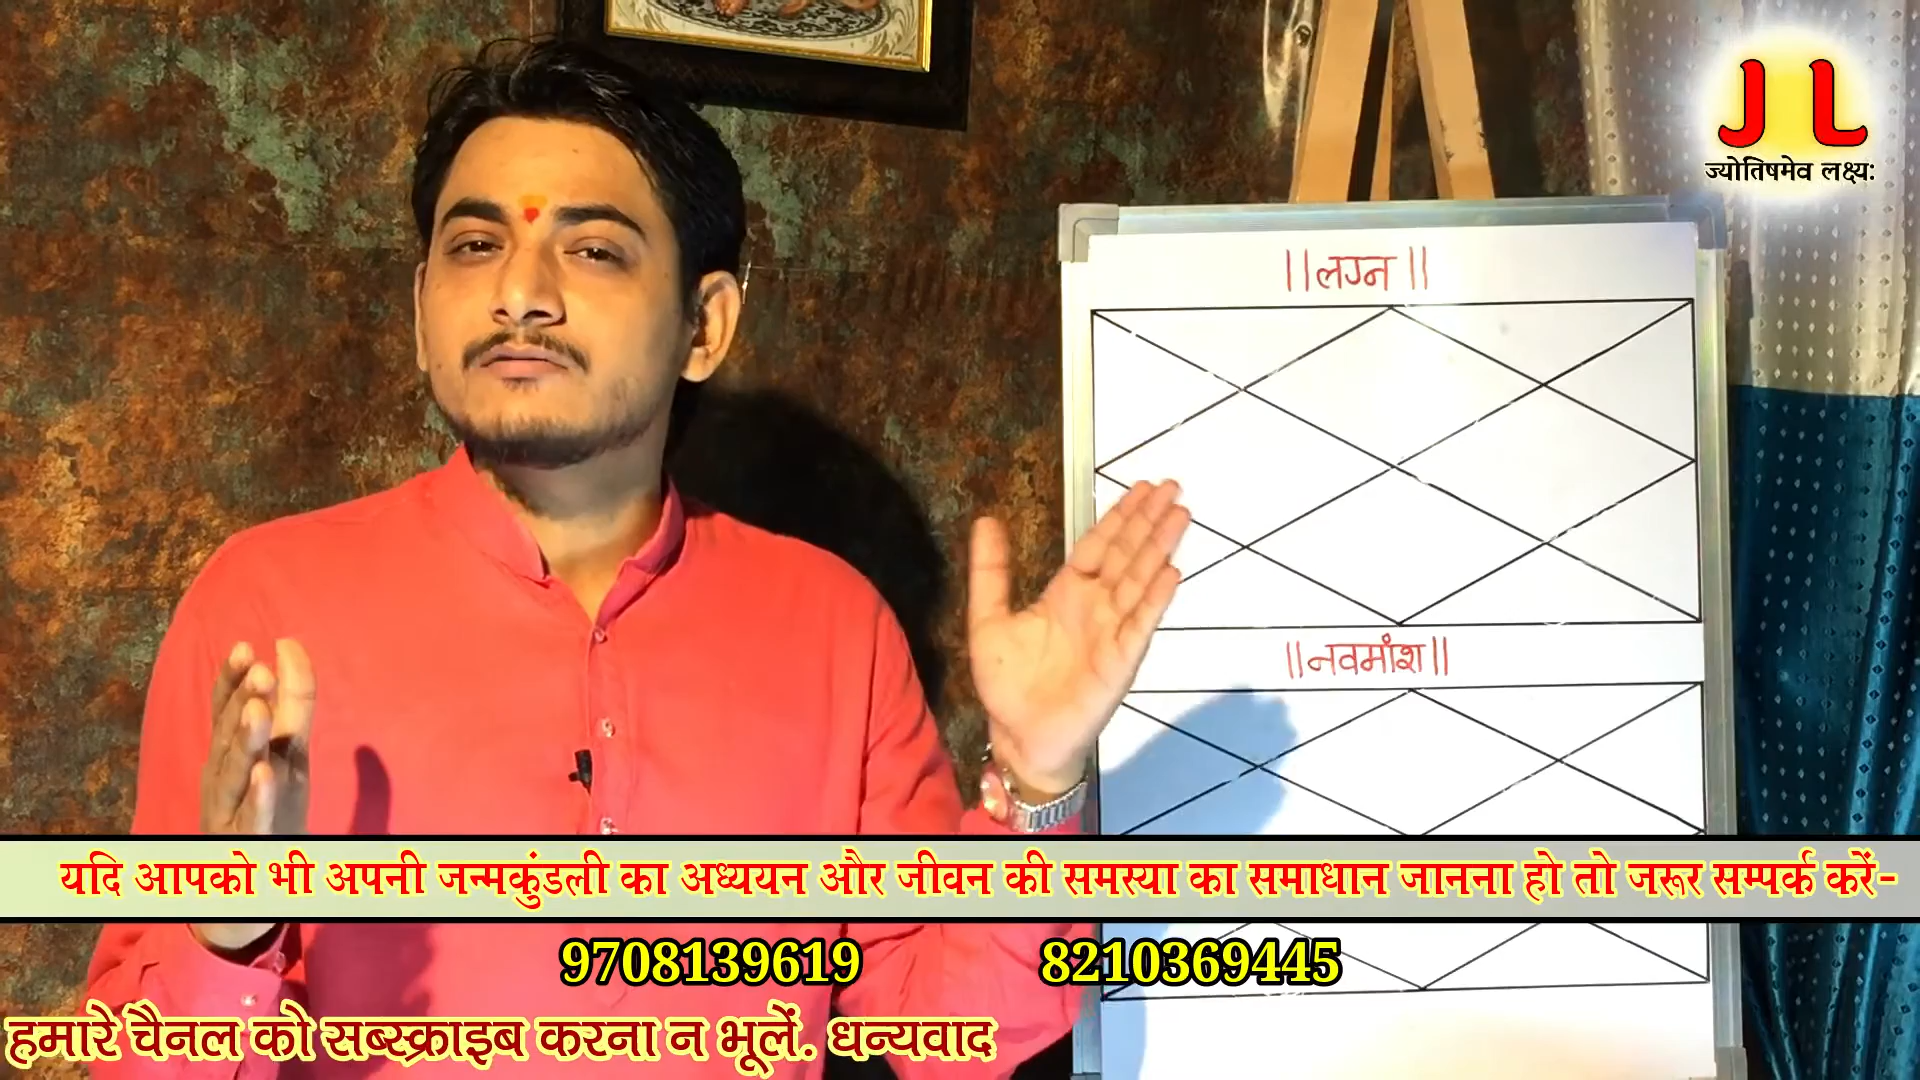 J L
ज्योतिषमेव लक्ष्य:
||लग्न||
||नवमाँश||
यदि आपको भी अपनी जन्मकुंडली का अध्ययन और जीवन की समस्या का समाधान जानना हो तो जरूर सम्पर्क करें-
9708139619 8210369445
हमारे चैनल को सब्स्क्राइब करना न भूलें. धन्यवाद